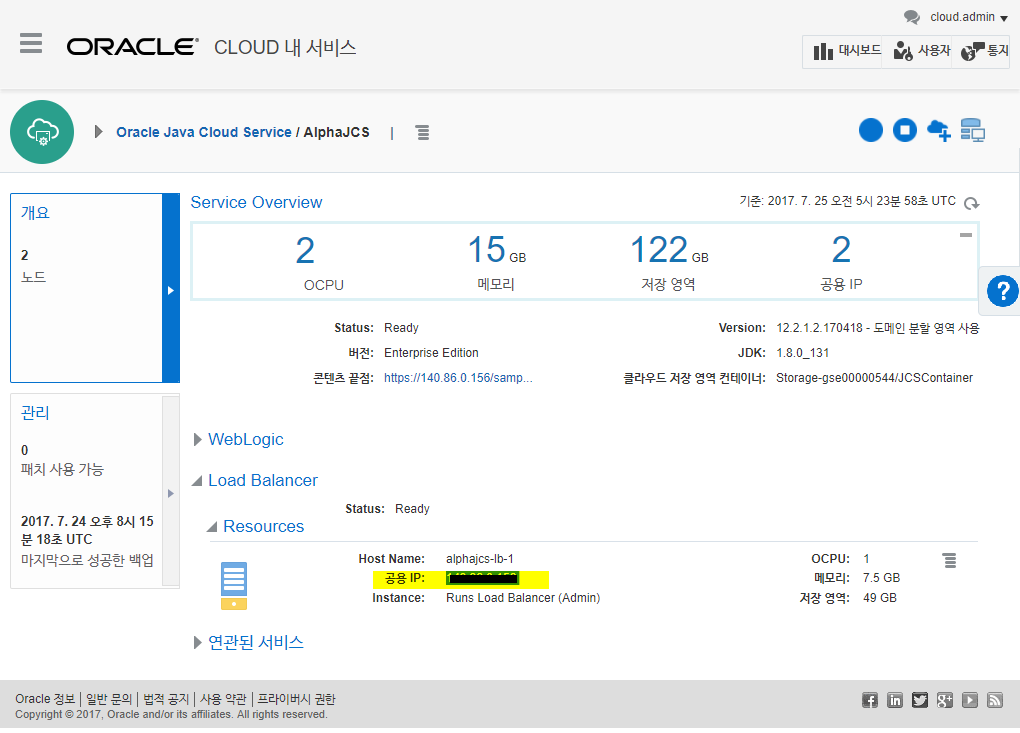 cloud.admin
ORACLE CLOUD 내 서비스
대시보드 사용자 통지
Oracle Java Cloud Service / AlphaJCS |
개요
2
노드
Service Overview
기준: 2017. 7. 25 오전 5시 23분 58초 UTC
2 15 GB 122 GB 2
OCPU 메모리 저장 영역 공용 IP
?
Status: Ready Version: 12.2.1.2.170418 - 도메인 분할 영역 사용
버전: Enterprise Edition JDK: 1.8.0_131
콘텐츠 끝점: https://140.86.0.156/samp... 클라우드 저장 영역 컨테이너: Storage-gse00000544/JCSContainer
관리
0
패치 사용 가능
2017. 7. 24 오후 8시 15
분 18초 UTC
마지막으로 성공한 백업
WebLogic
Load Balancer
Status: Ready
Resources
Host Name: alphajcs-lb-1 OCPU: 1
공용 IP: 메모리: 7.5 GB
Instance: Runs Load Balancer (Admin) 저장 영역: 49 GB
연관된 서비스
Oracle 정보 | 일반 문의 | 법적 공지 | 사용 약관 | 프라이버시 권한
Copyright © 2017, Oracle and/or its affiliates. All rights reserved.